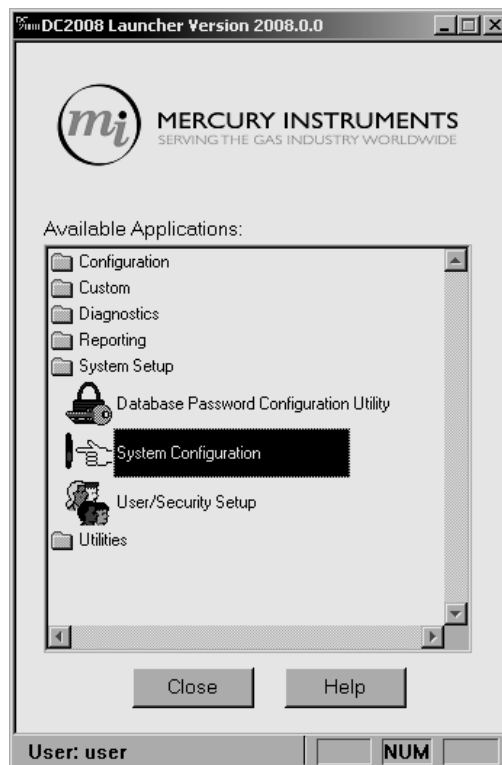 DC2008 Launcher Version 2008.0.0
mi
MERCURY INSTRUMENTS
SERVING THE GAS INDUSTRY WORLDWIDE
Available Applications:
Configuration
Custom
Diagnostics
Reporting
System Setup
Database Password Configuration Utility
System Configuration
User/Security Setup
Utilities
Close Help
User: user NUM